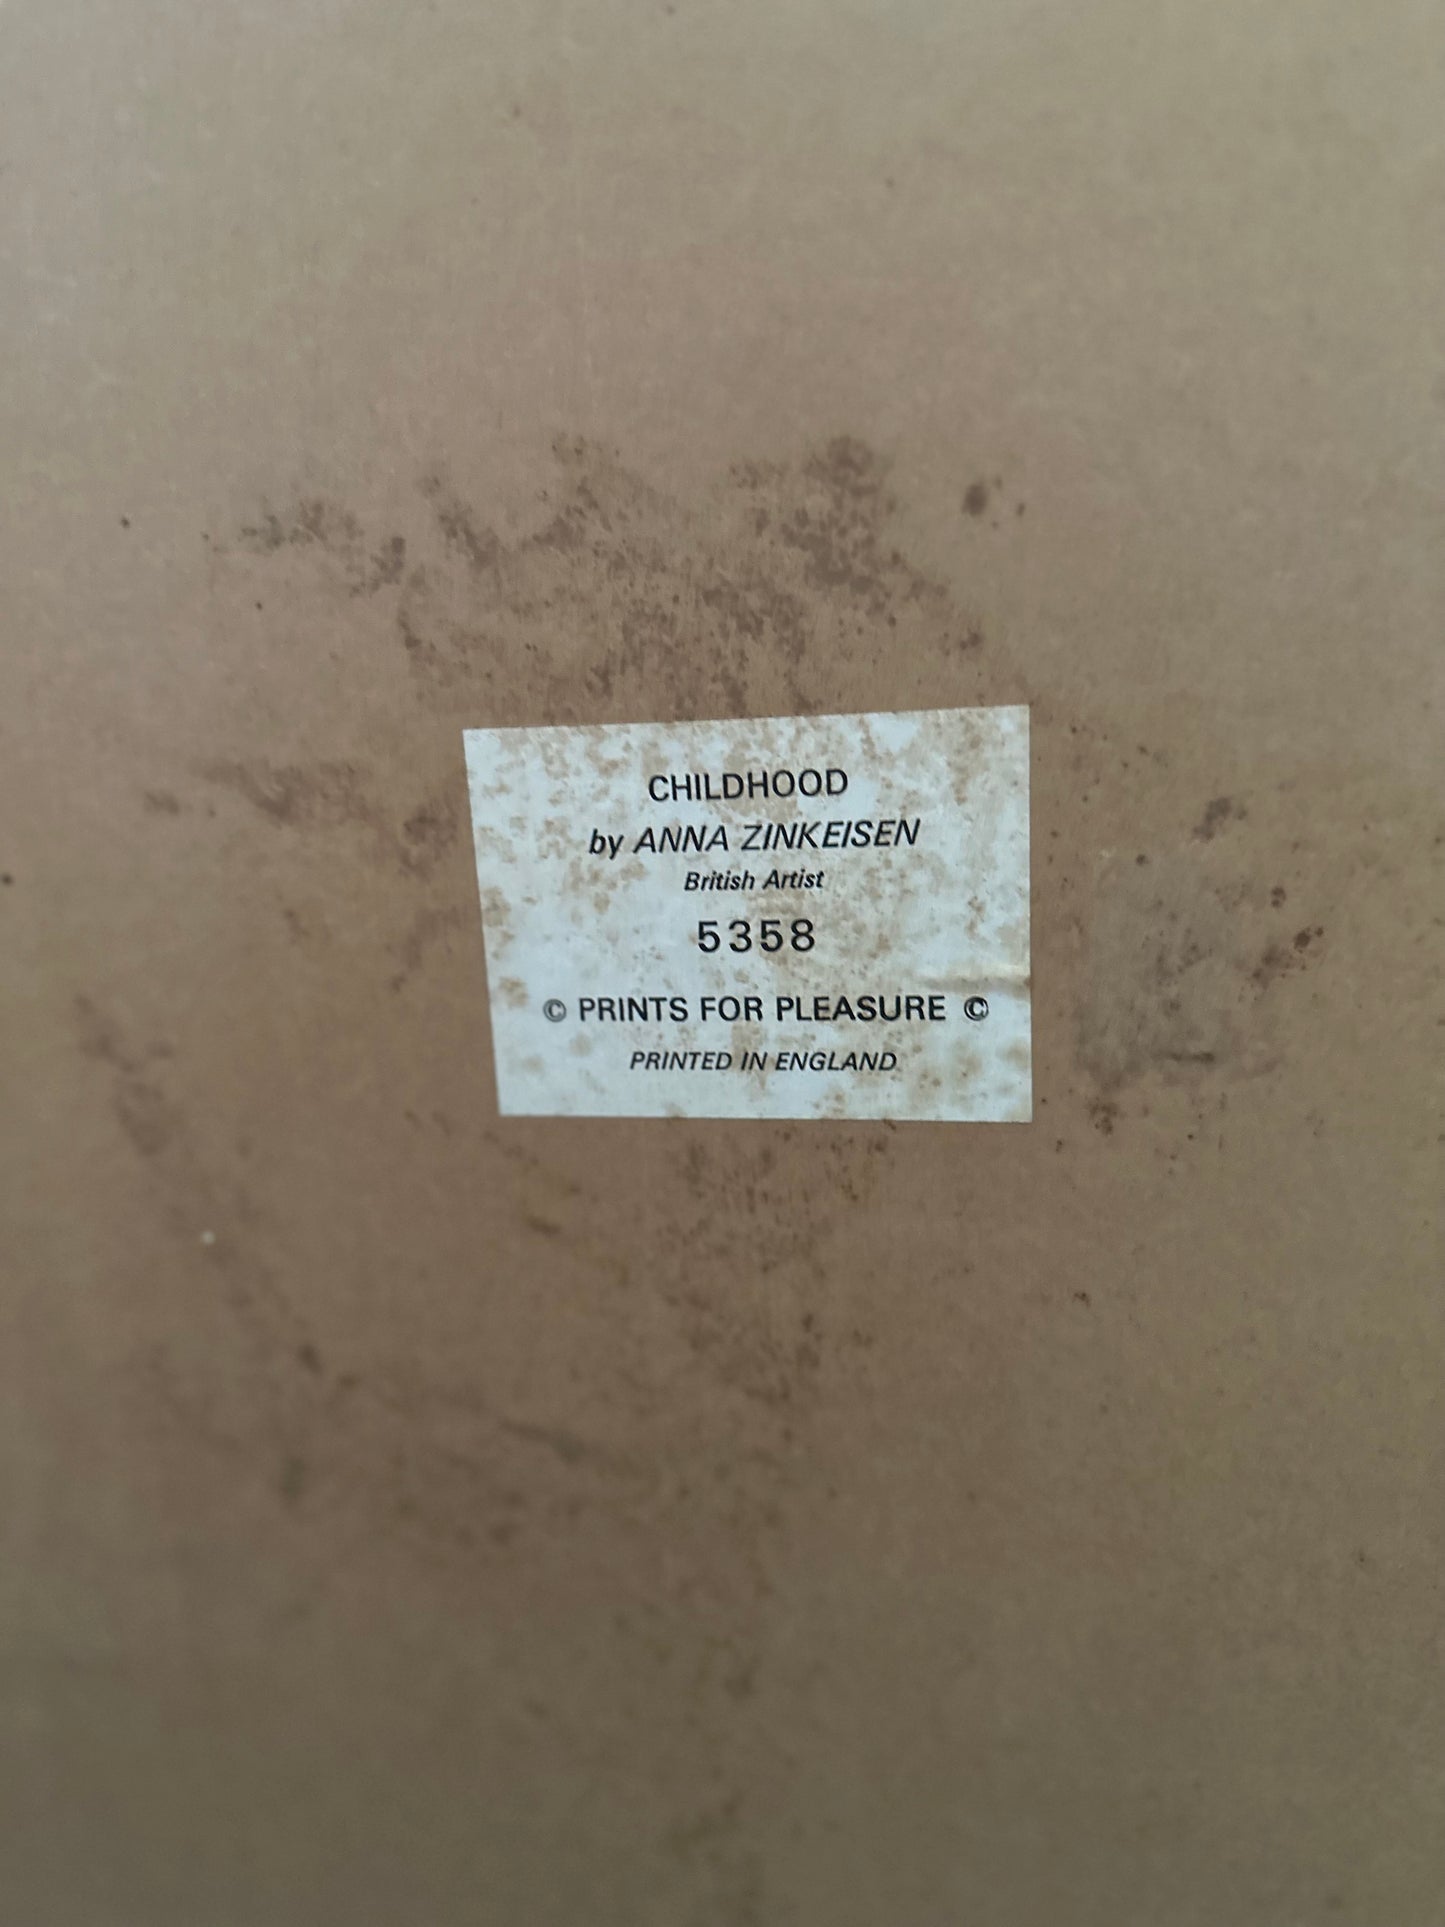 CHILDHOOD
by ANNA ZINKEISEN
British Artist
5358
© PRINTS FOR PLEASURE ©
PRINTED IN ENGLAND